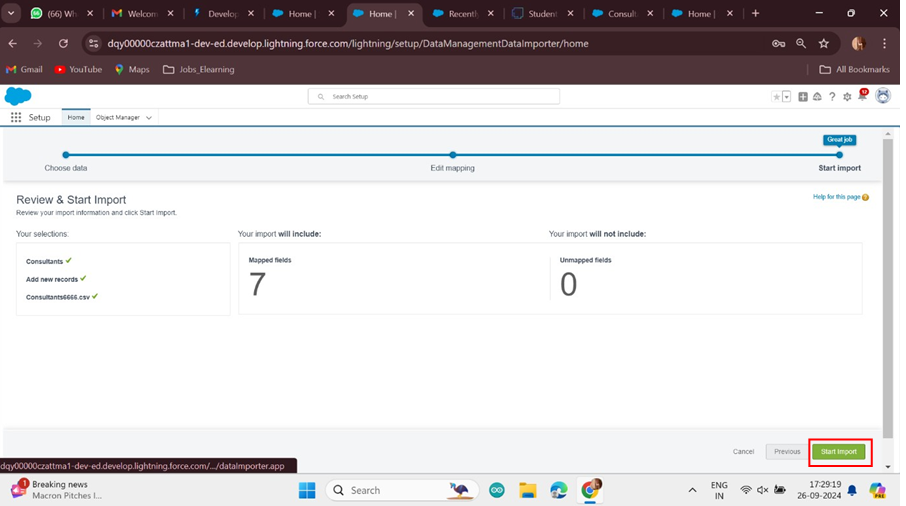 (66) Wha
Welcom
Develop
Home |
Home |
Recentl
Student
Consult
Home |
dqy00000czattma1-dev-ed.develop.lightning.force.com/lightning/setup/DataManagementDataImporter/home
Gmail
YouTube
Maps
Jobs_Elearning
All Bookmarks
Search Setup
Setup
Home
Object Manager
Great job
Choose data
Edit mapping
Start import
Review & Start Import
Help for this page
Review your import information and click Start Import.
Your selections:
Your import will include:
Your import will not include:
Consultants
Add new records
Consultants6666.csv
Mapped fields
7
Unmapped fields
0
Cancel
Previous
Start Import
dqy00000czattma1-dev-ed.develop.lightning.force.com/.../dataImporter.app
1
Breaking news
Macron Pitches I...
Search
ENG
IN
17:29:19
26-09-2024